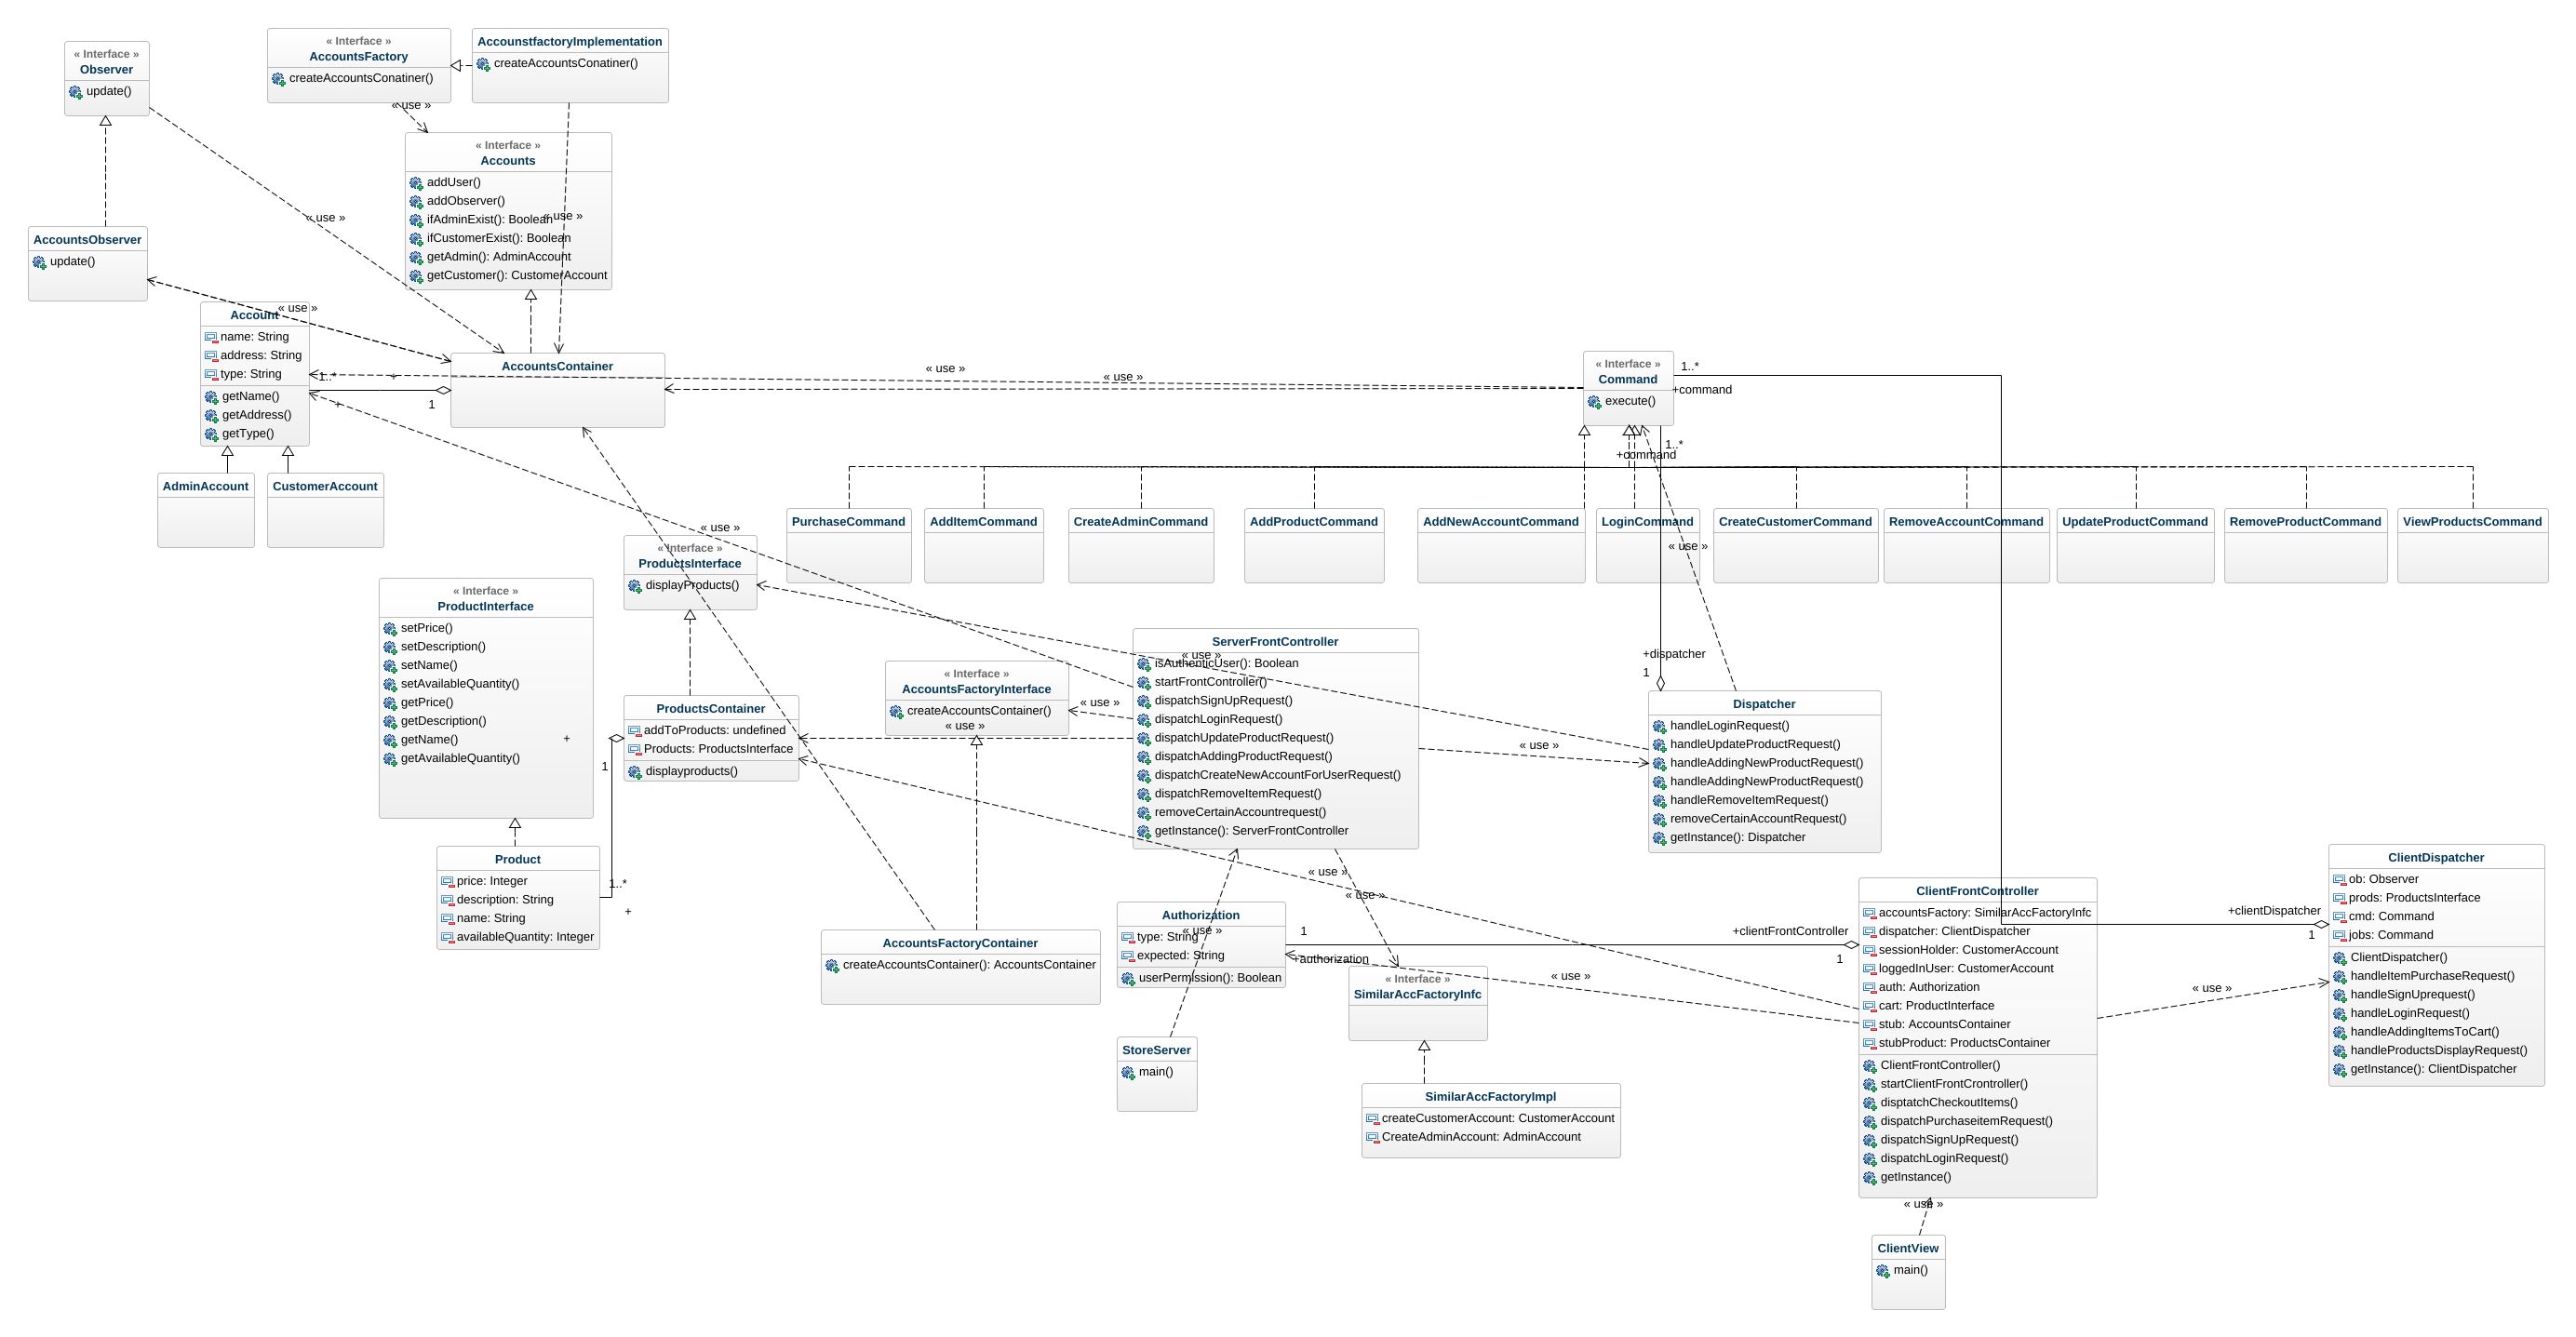 « Interface »
Observer
update()
« Interface »
AccountsFactory
createAccountsConatiner()
AccounstfactoryImplementation
createAccountsConatiner()
« use »
« Interface »
Accounts
addUser()
addObserver()
ifAdminExist(): Boolean
ifCustomerExist(): Boolean
getAdmin(): AdminAccount
getCustomer(): CustomerAccount
« use »
« use »
AccountsObserver
update()
« use »
Account
name: String
address: String
type: String
getName()
getAddress()
getType()
1..*
+
+
1
AccountsContainer
« use »
« use »
« Interface »
Command
execute()
1..*
+command
1..*
+command
AdminAccount
CustomerAccount
PurchaseCommand
AddItemCommand
CreateAdminCommand
AddProductCommand
AddNewAccountCommand
LoginCommand
CreateCustomerCommand
RemoveAccountCommand
UpdateProductCommand
RemoveProductCommand
ViewProductsCommand
« use »
« use »
« Interface »
ProductsInterface
displayProducts()
« Interface »
ProductInterface
setPrice()
setDescription()
setName()
setAvailableQuantity()
getPrice()
getDescription()
getName()
getAvailableQuantity()
+
1
ProductsContainer
addToProducts: undefined
Products: ProductsInterface
displayproducts()
« Interface »
AccountsFactoryInterface
createAccountsContainer()
« use »
« use »
ServerFrontController
« use »
isAuthenticUser(): Boolean
startFrontController()
dispatchSignUpRequest()
dispatchLoginRequest()
dispatchUpdateProductRequest()
dispatchAddingProductRequest()
dispatchCreateNewAccountForUserRequest()
dispatchRemoveItemRequest()
removeCertainAccountrequest()
getInstance(): ServerFrontController
« use »
+dispatcher
1
Dispatcher
handleLoginRequest()
handleUpdateProductRequest()
handleAddingNewProductRequest()
handleAddingNewProductRequest()
handleRemoveItemRequest()
removeCertainAccountRequest()
getInstance(): Dispatcher
Product
price: Integer
description: String
name: String
availableQuantity: Integer
1..*
+
AccountsFactoryContainer
createAccountsContainer(): AccountsContainer
« use »
« use »
Authorization
type: String
expected: String
userPermission(): Boolean
« use »
1
+authorization
+clientFrontController
1
« use »
« Interface »
SimilarAccFactoryInfc
StoreServer
main()
SimilarAccFactoryImpl
createCustomerAccount: CustomerAccount
CreateAdminAccount: AdminAccount
ClientFrontController
accountsFactory: SimilarAccFactoryInfc
dispatcher: ClientDispatcher
sessionHolder: CustomerAccount
loggedInUser: CustomerAccount
auth: Authorization
cart: ProductInterface
stub: AccountsContainer
stubProduct: ProductsContainer
ClientFrontController()
startClientFrontCrontroller()
disptatchCheckoutItems()
dispatchPurchaseitemRequest()
dispatchSignUpRequest()
dispatchLoginRequest()
getInstance()
+clientDispatcher
1
« use »
ClientDispatcher
ob: Observer
prods: ProductsInterface
cmd: Command
jobs: Command
ClientDispatcher()
handleItemPurchaseRequest()
handleSignUprequest()
handleLoginRequest()
handleAddingItemsToCart()
handleProductsDisplayRequest()
getInstance: ClientDispatcher
« use »
ClientView
main()